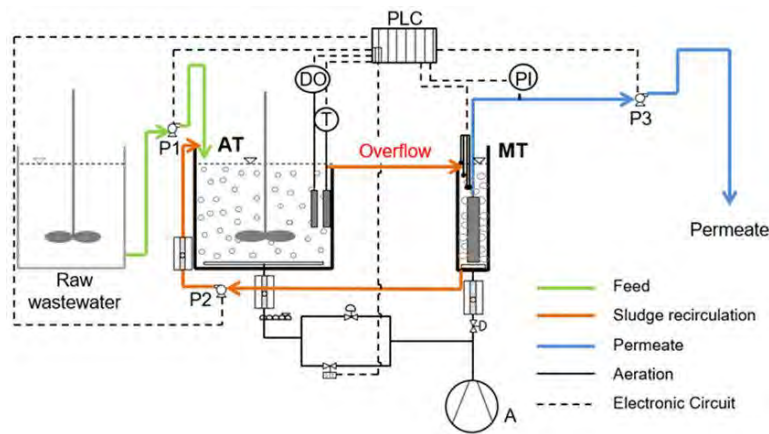 PLC
DO
PI
T
P1
AT
Overflow
MT
P3
Permeate
Raw
wastewater
P2
A
Feed
Sludge recirculation
Permeate
Aeration
Electronic Circuit